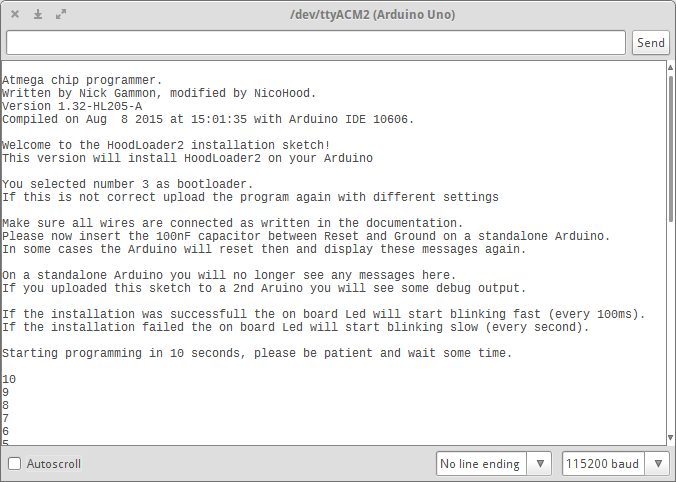 /dev/ttyACM2 (Arduino Uno)
Send
Atmega chip programmer.
Written by Nick Gammon, modified by NicoHood.
Version 1.32-HL205-A
Compiled on Aug  8 2015 at 15:01:35 with Arduino IDE 10606.
Welcome to the HoodLoader2 installation sketch!
This version will install HoodLoader2 on your Arduino
You selected number 3 as bootloader.
If this is not correct upload the program again with different settings
Make sure all wires are connected as written in the documentation.
Please now insert the 100nF capacitor between Reset and Ground on a standalone Arduino.
In some cases the Arduino will reset then and display these messages again.
On a standalone Arduino you will no longer see any messages here.
If you uploaded this sketch to a 2nd Aruino you will see some debug output.
If the installation was successfull the on board Led will start blinking fast (every 100ms).
If the installation failed the on board Led will start blinking slow (every second).
Starting programming in 10 seconds, please be patient and wait some time.
10
9
8
7
6
5
Autoscroll
No line ending
115200 baud